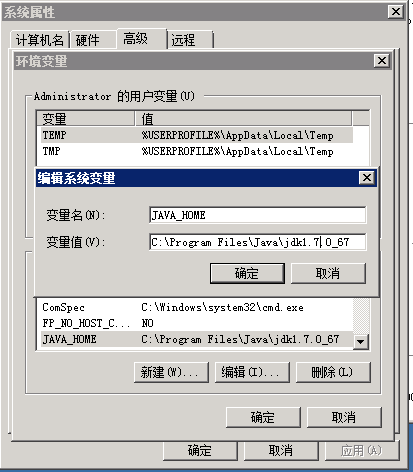 系统属性
计算机名 硬件 高级 远程
环境变量
Administrator 的用户变量(U)
变量 值
TEMP %USERPROFILE%\AppData\Local\Temp
TMP %USERPROFILE%\AppData\Local\Temp
编辑系统变量
变量名(N): JAVA_HOME
变量值(V): C:\Program Files\Java\jdk1.7.0_67
确定 取消
ComSpec C:\Windows\system32\cmd.exe
FP_NO_HOST_C... NO
JAVA_HOME C:\Program Files\Java\jdk1.7.0_67
新建(W)... 编辑(I)... 删除(L)
确定 取消
确定 取消 应用(A)